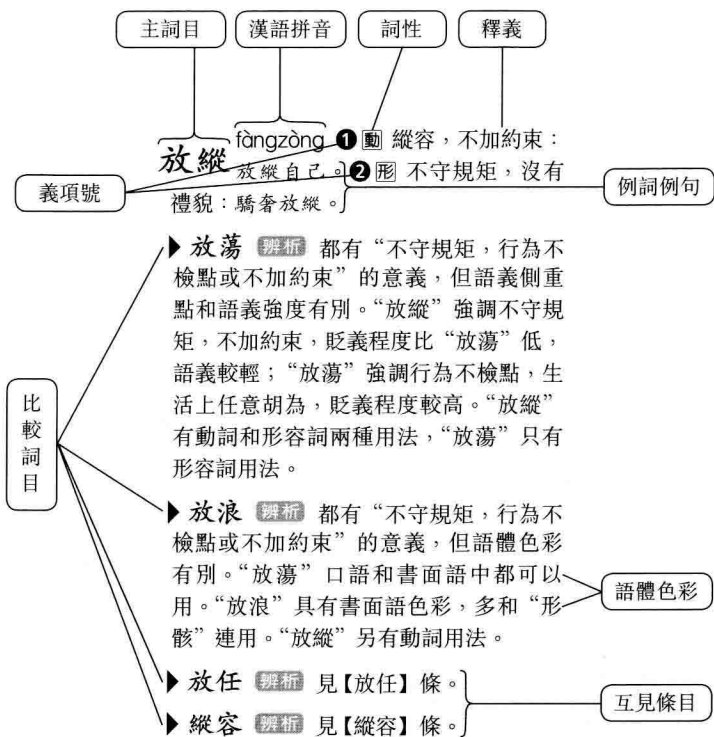 主詞目 漢語拼音 詞性 釋義
放縱 fàngzòng ❶ 動 縱容，不加約束：
放縱自己。❷ 形 不守規矩，沒有
義項號
例詞例句
禮貌：驕奢放縱。
▶ 放蕩 辨析 都有“不守規矩，行為不
檢點或不加約束”的意義，但語義側重
點和語義強度有別。“放縱”強調不守規
矩，不加約束，貶義程度比“放蕩”低，
語義較輕；“放蕩”強調行為不檢點，生
活上任意胡為，貶義程度較高。“放縱”
有動詞和形容詞兩種用法，“放蕩”只有
形容詞用法。
比較詞目
▶ 放浪 辨析 都有“不守規矩，行為不
檢點或不加約束”的意義，但語體色彩
有別。“放蕩”口語和書面語中都可以
用。“放浪”具有書面語色彩，多和“形
骸”連用。“放縱”另有動詞用法。
語體色彩
▶ 放任 辨析 見【放任】條。
▶ 縱容 辨析 見【縱容】條。
互見條目